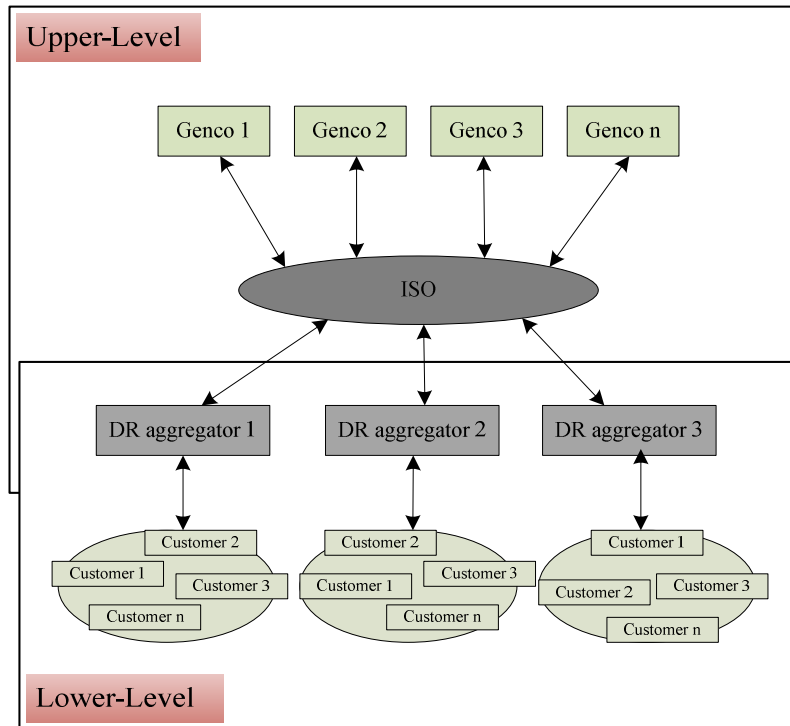 Upper-Level
Genco 1
Genco 2
Genco 3
Genco n
ISO
DR aggregator 1
DR aggregator 2
DR aggregator 3
Customer 2
Customer 1
Customer 3
Customer n
Customer 2
Customer 3
Customer 1
Customer n
Customer 1
Customer 3
Customer 2
Customer n
Lower-Level